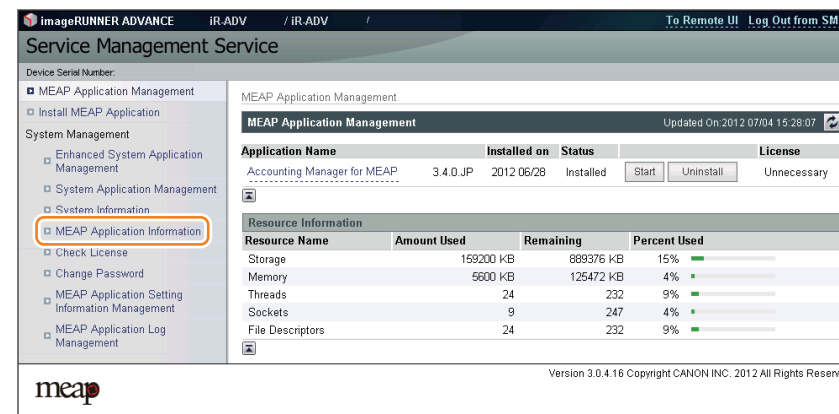 imageRUNNER ADVANCE iR-ADV / iR-ADV / To Remote UI Log Out from SM
Service Management Service
Device Serial Number:
MEAP Application Management
Install MEAP Application
System Management
Enhanced System Application
Management
System Application Management
System Information
MEAP Application Information
Check License
Change Password
MEAP Application Setting
Information Management
MEAP Application Log
Management
MEAP Application Management
MEAP Application Management Updated On:2012 07/04 15:28:07
Application Name Installed on Status License
Accounting Manager for MEAP 3.4.0.JP 2012 06/28 Installed Start Uninstall Unnecessary
Resource Information
Resource Name Amount Used Remaining Percent Used
Storage 159200 KB 889376 KB 15%
Memory 5600 KB 125472 KB 4%
Threads 24 232 9%
Sockets 9 247 4%
File Descriptors 24 232 9%
Version 3.0.4.16 Copyright CANON INC. 2012 All Rights Reserv
meap